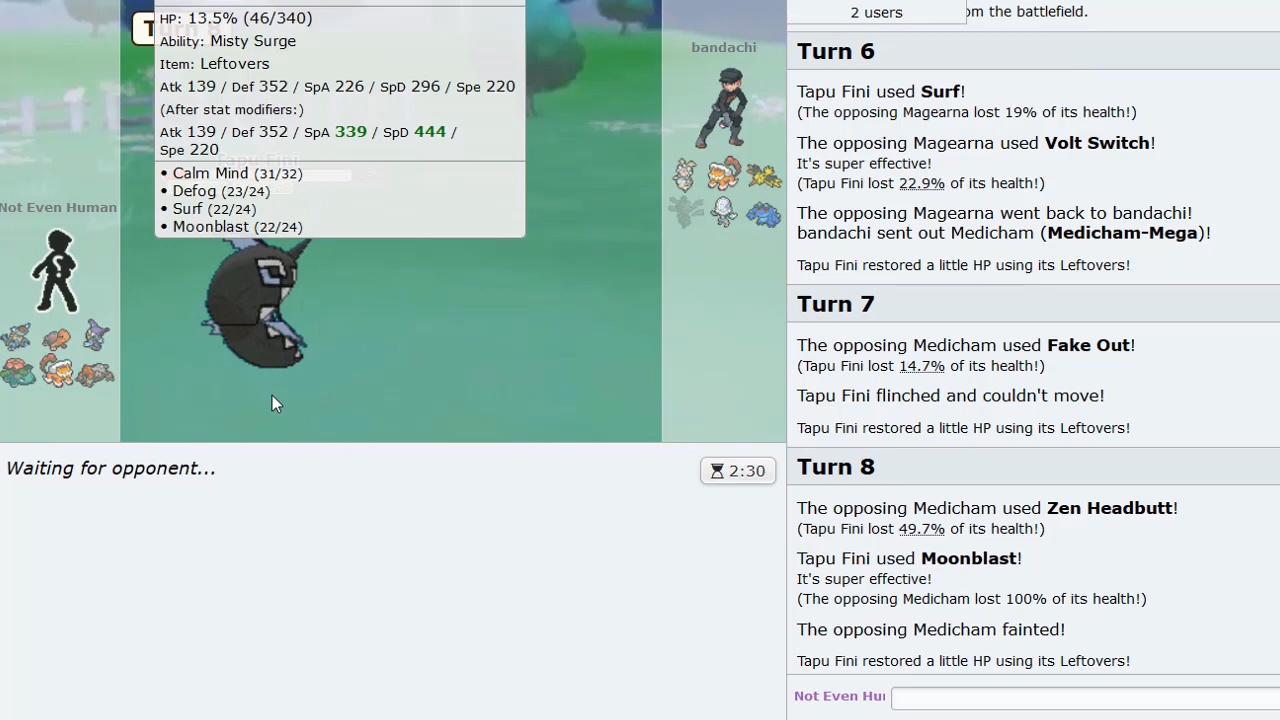 HP: 13.5% (46/340)
Ability: Misty Surge
Item: Leftovers
Atk 139 / Def 352 / SpA 226 / SpD 296 / Spe 220
(After stat modifiers:)
Atk 139 / Def 352 / SpA 339 / SpD 444 /
Spe 220
• Calm Mind (31/32)
• Defog (23/24)
• Surf (22/24)
• Moonblast (22/24)
Not Even Human
bandachi
Waiting for opponent...
2:30
2 users
om the battlefield.
Turn 6
Tapu Fini used Surf!
(The opposing Magearna lost 19% of its health!)
The opposing Magearna used Volt Switch!
It's super effective!
(Tapu Fini lost 22.9% of its health!)
The opposing Magearna went back to bandachi!
bandachi sent out Medicham (Medicham-Mega)!
Tapu Fini restored a little HP using its Leftovers!
Turn 7
The opposing Medicham used Fake Out!
(Tapu Fini lost 14.7% of its health!)
Tapu Fini flinched and couldn't move!
Tapu Fini restored a little HP using its Leftovers!
Turn 8
The opposing Medicham used Zen Headbutt!
(Tapu Fini lost 49.7% of its health!)
Tapu Fini used Moonblast!
It's super effective!
(The opposing Medicham lost 100% of its health!)
The opposing Medicham fainted!
Tapu Fini restored a little HP using its Leftovers!
Not Even Hu